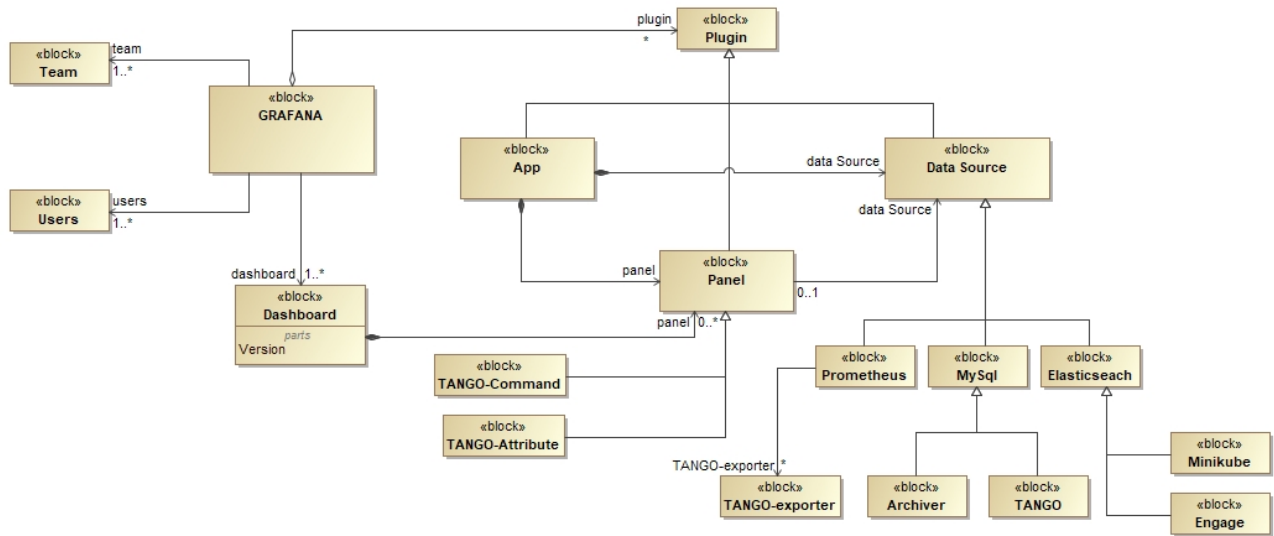 «block»
Plugin
plugin
*
«block»
Team
team
1..*
«block»
GRAFANA
«block»
App
data Source
«block»
Data Source
«block»
Users
users
1..*
data Source
«block»
Panel
panel
0..1
dashboard 1..*
«block»
Dashboard
parts
Version
panel 0..*
«block»
TANGO-Command
«block»
Prometheus
«block»
MySql
«block»
Elasticseach
«block»
TANGO-Attribute
«block»
Minikube
TANGO-exporter *
«block»
TANGO-exporter
«block»
Archiver
«block»
TANGO
«block»
Engage